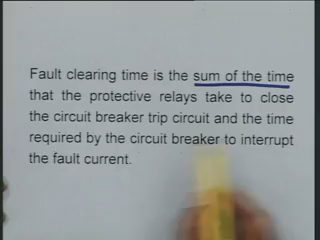 Fault clearing time is the sum of the time
that the protective relays take to close
the circuit breaker trip circuit and the time
required by the circuit breaker to interrupt
the fault current.